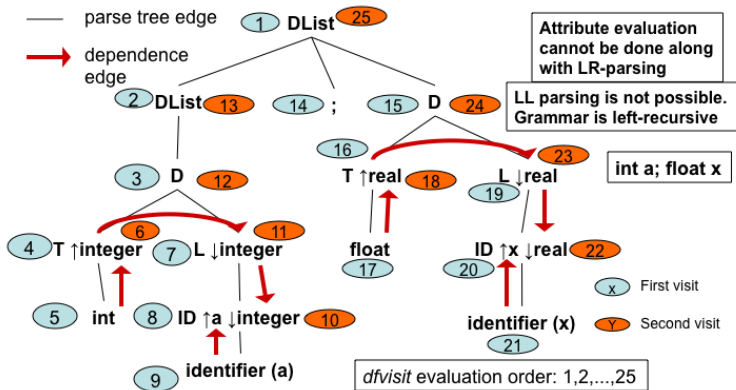 parse tree edge
dependence
edge
1 DList 25
Attribute evaluation
cannot be done along
with LR-parsing
2 DList 13
14 ;
15 D 24
LL parsing is not possible.
Grammar is left-recursive
3 D 12
16
23
T ↑real 18
L ↓real
19
int a; float x
4 T ↑integer 6
7 L ↓integer 11
float
17
ID ↑x ↓real 22
20
x First visit
5 int
8 ID ↑a ↓integer 10
identifier (x)
21
Y Second visit
9 identifier (a)
dfvisit evaluation order: 1,2,...,25